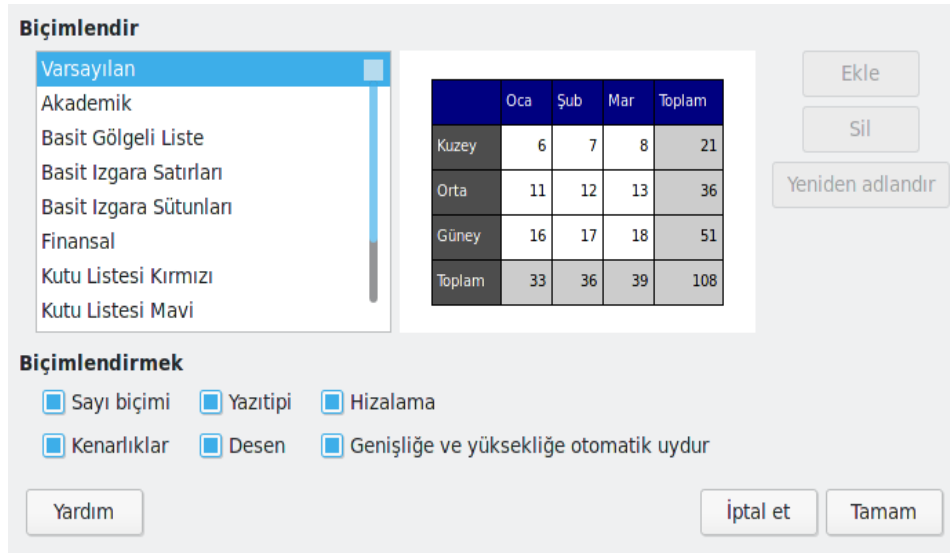 Biçimlendir
Varsayılan
Akademik
Basit Gölgeli Liste
Basit Izgara Satırları
Basit Izgara Sütunları
Finansal
Kutu Listesi Kırmızı
Kutu Listesi Mavi
Oca Şub Mar Toplam
Kuzey 6 7 8 21
Orta 11 12 13 36
Güney 16 17 18 51
Toplam 33 36 39 108
Ekle
Sil
Yeniden adlandır
Biçimlendirmek
Sayı biçimi Yazıtipi Hizalama
Kenarlıklar Desen Genişliğe ve yüksekliğe otomatik uydur
Yardım İptal et Tamam